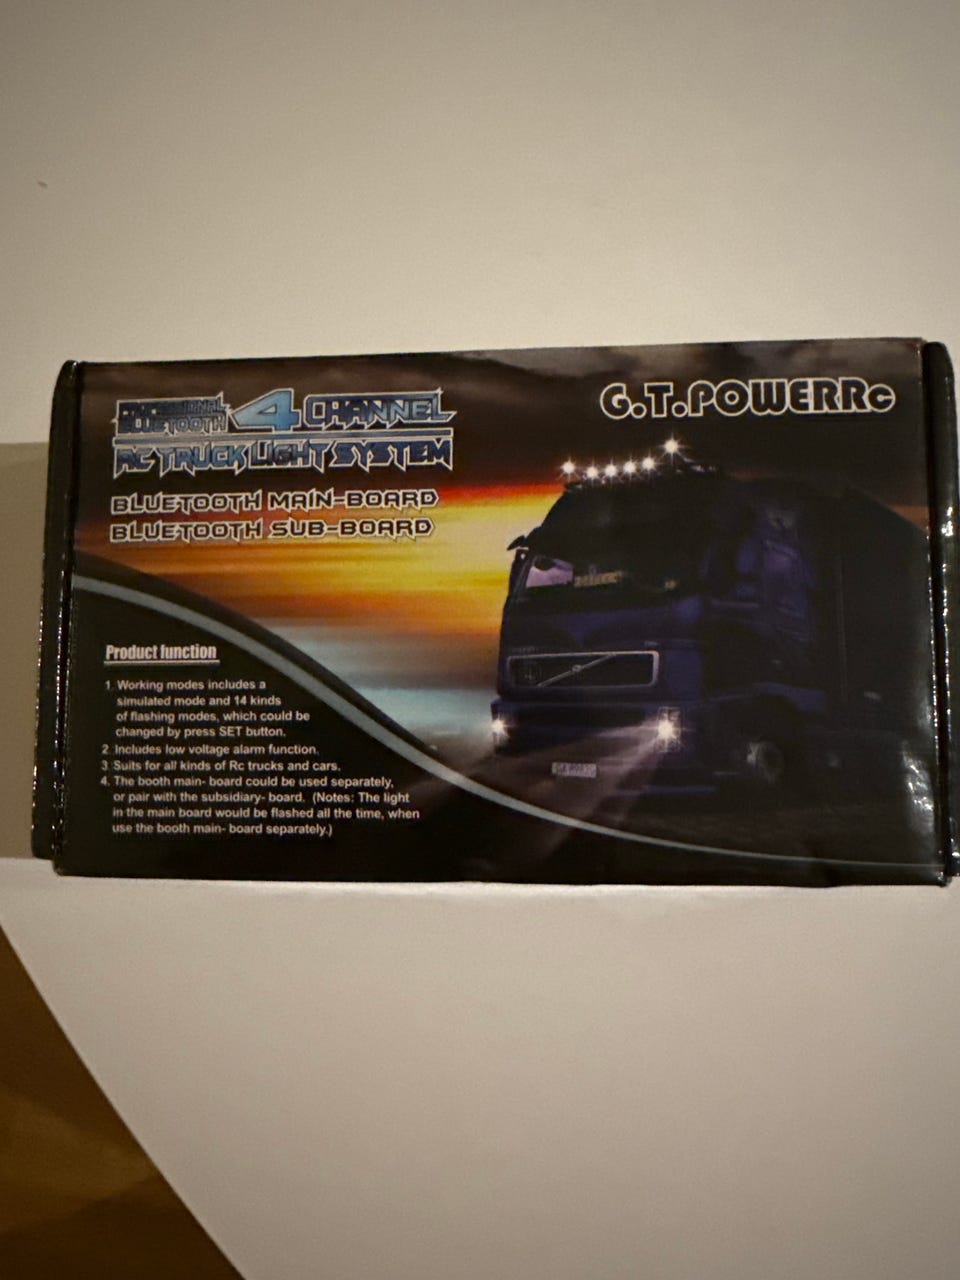 G.T.POWERRc
PROFESSIONAL
BLUETOOTH
4 CHANNEL
RC TRUCK LIGHT SYSTEM
BLUETOOTH MAIN-BOARD
BLUETOOTH SUB-BOARD
Product function
1. Working modes includes a
simulated mode and 14 kinds
of flashing modes, which could be
changed by press SET button.
2. Includes low voltage alarm function.
3. Suits for all kinds of Rc trucks and cars.
4. The booth main- board could be used separately,
or pair with the subsidiary- board. (Notes: The light
in the main board would be flashed all the time, when
use the booth main- board separately.)